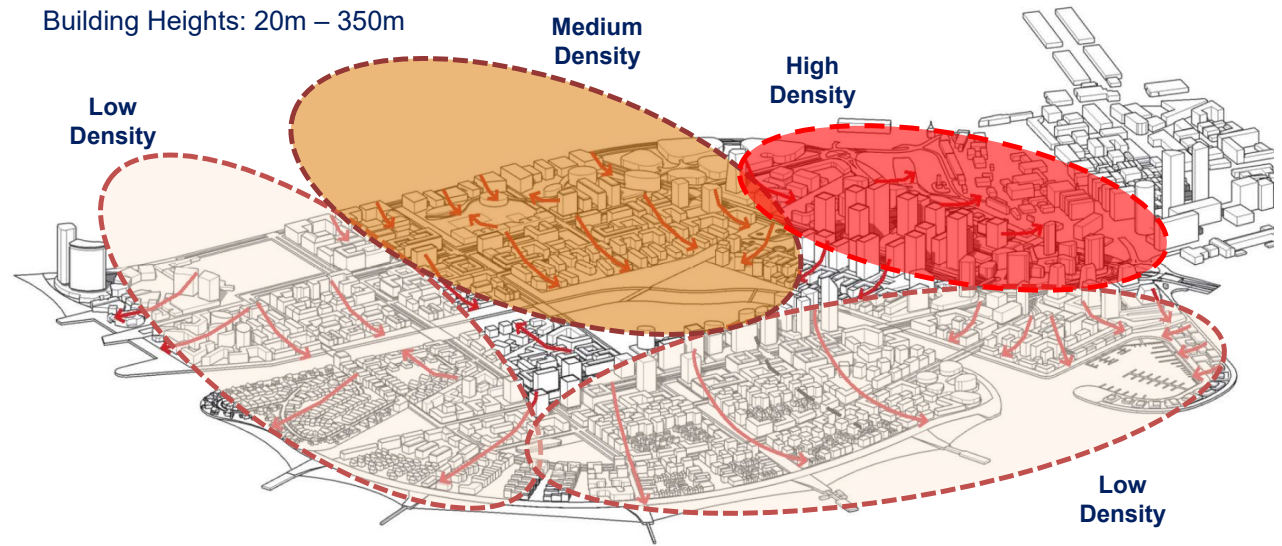 Building Heights: 20m – 350m
Medium
Density
High
Density
Low
Density
Low
Density